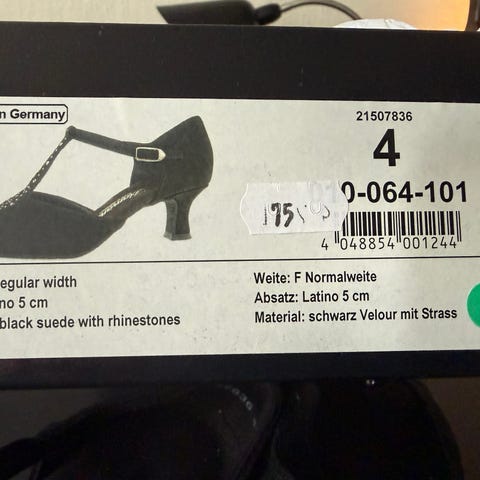 n Germany
21507836
4
0-064-101
175,
4 048854 001244
egular width
no 5 cm
black suede with rhinestones
Weite: F Normalweite
Absatz: Latino 5 cm
Material: schwarz Velour mit Strass